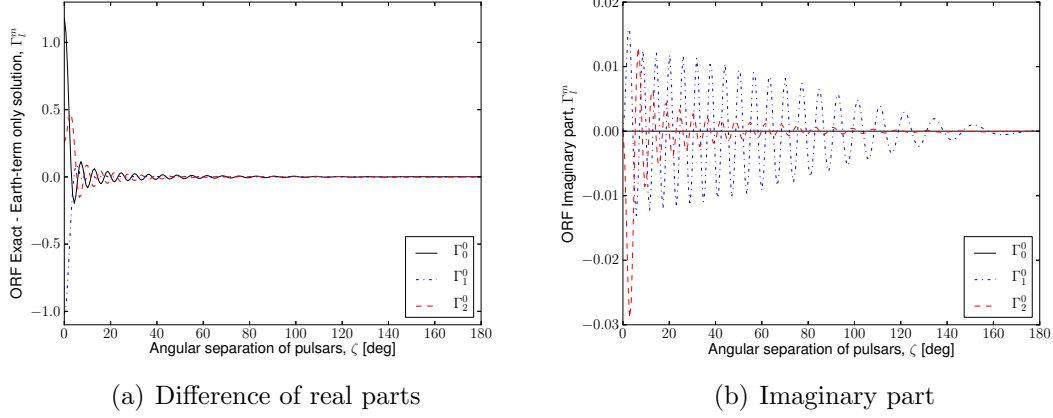 ORF Exact - Earth-term only solution, Γ_l^m
1.0
0.5
0.0
−0.5
−1.0
0 20 40 60 80 100 120 140 160 180
Angular separation of pulsars, ζ [deg]
Γ_0^0
Γ_1^0
Γ_2^0
(a) Difference of real parts
ORF Imaginary part, Γ_l^m
0.02
0.01
0.00
−0.01
−0.02
−0.03
0 20 40 60 80 100 120 140 160 180
Angular separation of pulsars, ζ [deg]
Γ_0^0
Γ_1^0
Γ_2^0
(b) Imaginary part